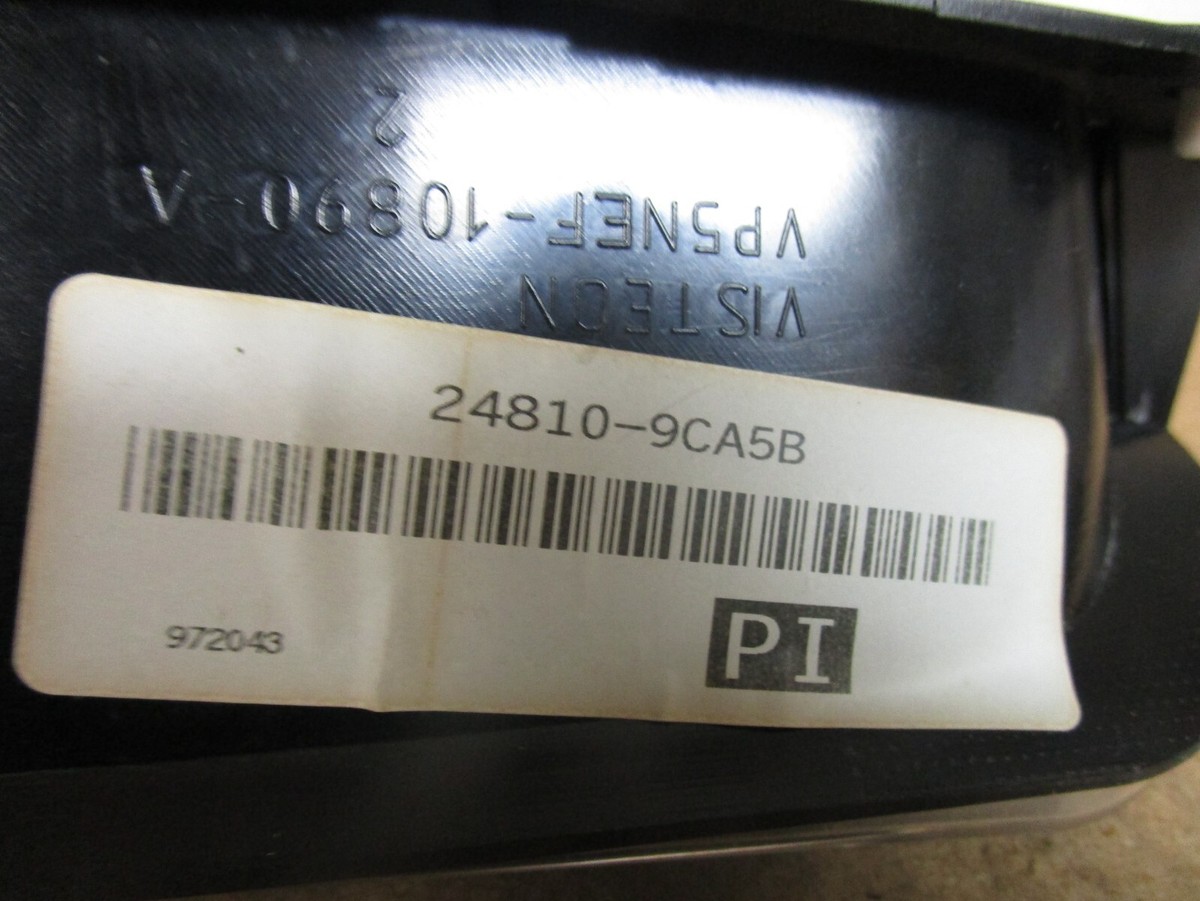 2
VP5NEF-10890-A
VISTEON
24810-9CA5B
972043
PI